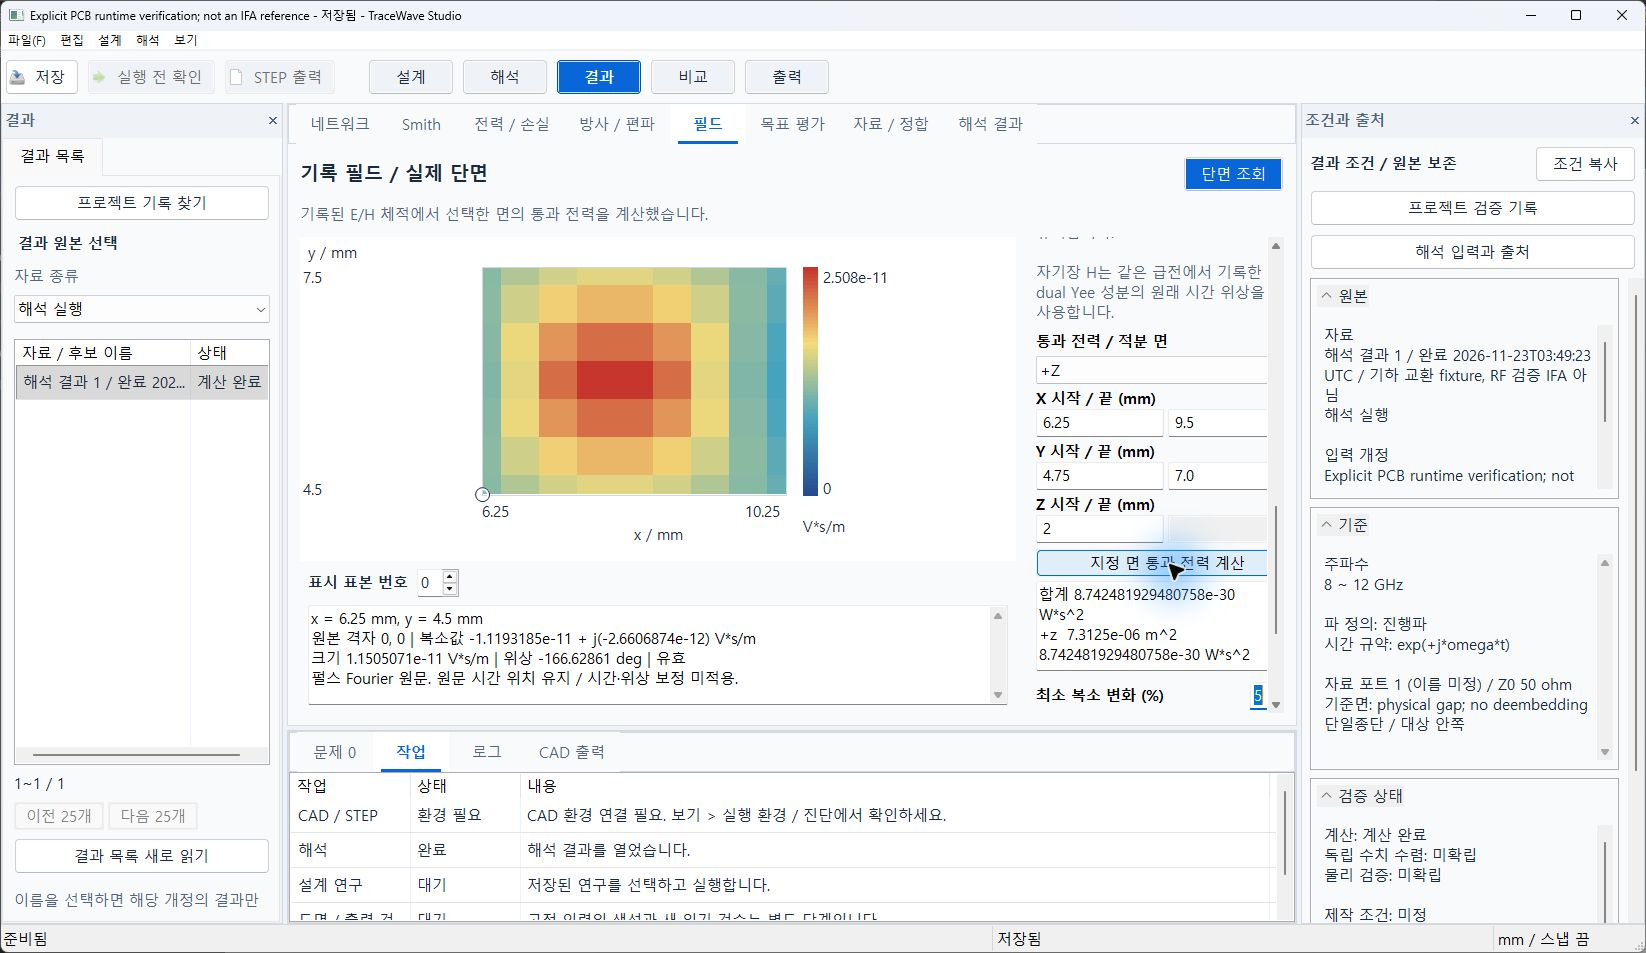 Explicit PCB runtime verification; not an IFA reference - 저장됨 - TraceWave Studio
파일(F) 편집 설계 해석 보기
저장 실행 전 확인 STEP 출력 설계 해석 결과 비교 출력
결과
결과 목록
프로젝트 기록 찾기
결과 원본 선택
자료 종류
해석 실행
자료 / 후보 이름 상태
해석 결과 1 / 완료 202... 계산 완료
1~1 / 1
이전 25개 다음 25개
결과 목록 새로 읽기
이름을 선택하면 해당 개정의 결과만
네트워크 Smith 전력 / 손실 방사 / 편파 필드 목표 평가 자료 / 정합 해석 결과
기록 필드 / 실제 단면
단면 조회
기록된 E/H 체적에서 선택한 면의 통과 전력을 계산했습니다.
y / mm
7.5
4.5
6.25 10.25
x / mm
2.508e-11
0
V*s/m
표시 표본 번호 0
x = 6.25 mm, y = 4.5 mm
원본 격자 0, 0 | 복소값 -1.1193185e-11 + j(-2.6606874e-12) V*s/m
크기 1.1505071e-11 V*s/m | 위상 -166.62861 deg | 유효
펄스 Fourier 원문. 원문 시간 위치 유지 / 시간·위상 보정 미적용.
자기장 H는 같은 급전에서 기록한
dual Yee 성분의 원래 시간 위상을
사용합니다.
통과 전력 / 적분 면
+Z
X 시작 / 끝 (mm)
6.25 9.5
Y 시작 / 끝 (mm)
4.75 7.0
Z 시작 / 끝 (mm)
2
지정 면 통과 전력 계산
합계 8.742481929480758e-30
W*s^2
+z 7.3125e-06 m^2
8.742481929480758e-30 W*s^2
최소 복소 변화 (%) 5
문제 0 작업 로그 CAD 출력
작업 상태 내용
CAD / STEP 환경 필요 CAD 환경 연결 필요. 보기 > 실행 환경 / 진단에서 확인하세요.
해석 완료 해석 결과를 열었습니다.
설계 연구 대기 저장된 연구를 선택하고 실행합니다.
조건과 출처
결과 조건 / 원본 보존 조건 복사
프로젝트 검증 기록
해석 입력과 출처
원본
자료
해석 결과 1 / 완료 2026-11-23T03:49:23
UTC / 기하 교환 fixture, RF 검증 IFA 아
님
해석 실행
입력 개정
Explicit PCB runtime verification; not
기준
주파수
8 ~ 12 GHz
파 정의: 진행파
시간 규약: exp(+j*omega*t)
자료 포트 1 (이름 미정) / Z0 50 ohm
기준면: physical gap; no deembedding
단일종단 / 대상 안쪽
검증 상태
계산: 계산 완료
독립 수치 수렴: 미확립
물리 검증: 미확립
제작 조건: 미정
준비됨 저장됨 mm / 스냅 끔